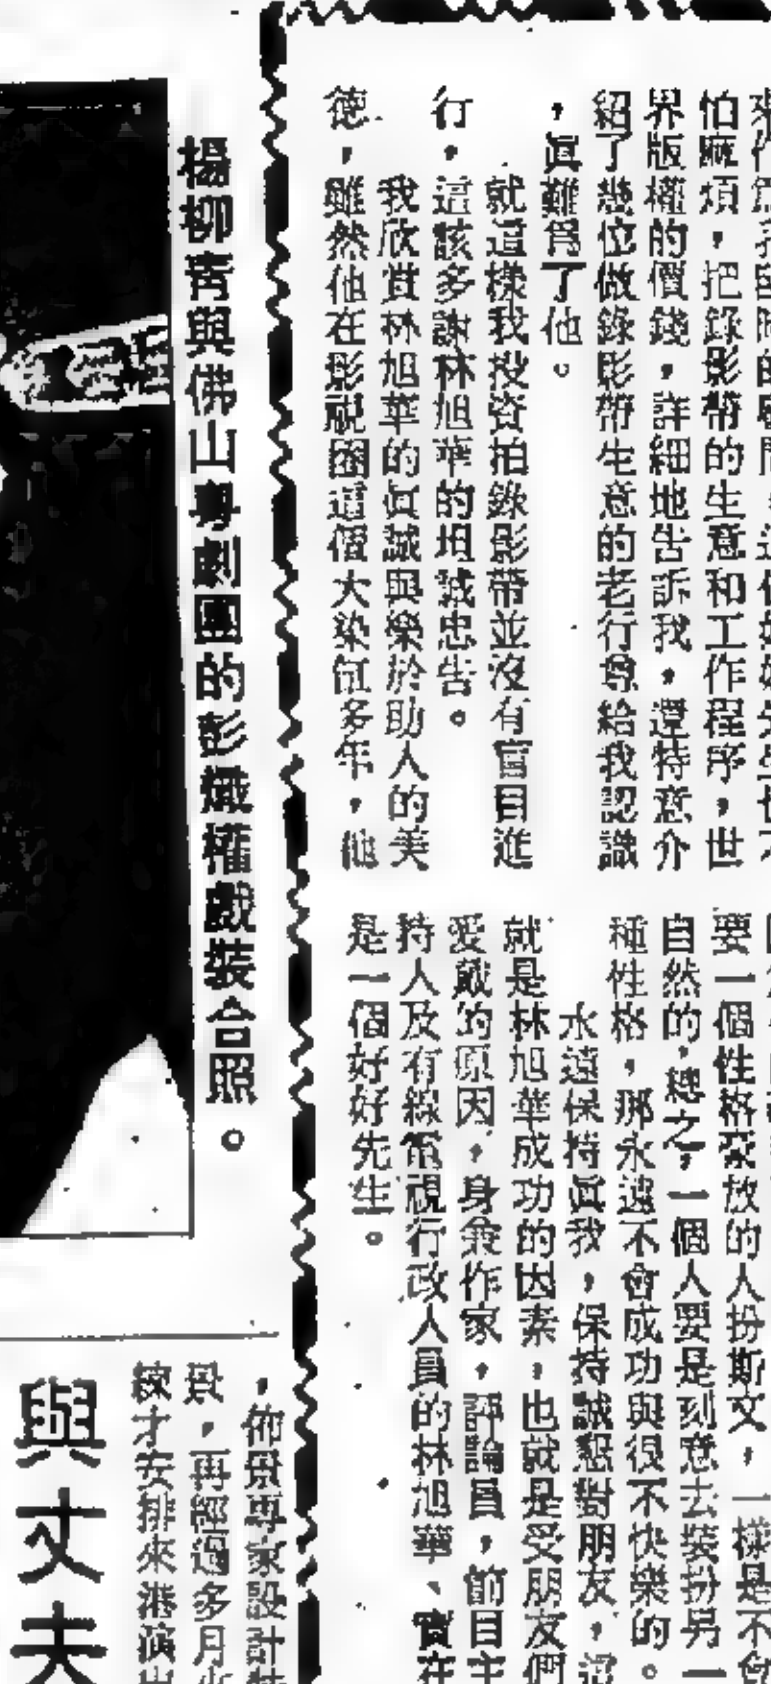 怕麻煩，把錄影帶的生意和工作程序，世
界版權的價錢，詳細地告訴我，還特意介
紹了幾位做錄影帶生意的老行尊給我認識
，眞難爲了他。
就這樣我投資拍錄影帶並沒有盲目進
行，這該多謝林旭華的坦誠忠告。
我欣賞林旭華的眞誠與樂於助人的美
德，雖然他在影視圈這個大染缸多年，他
要一個性格豪放的人扮斯文，一樣是不會
自然的，總之，一個人要是刻意去裝扮另一
種性格，那永遠不會成功與很不快樂的。
永遠保持眞我，保持誠懇對朋友，這
就是林旭華成功的因素，也就是受朋友們
愛戴的原因，身兼作家，評論員，節目主
持人及有綫電視行政人員的林旭華、實在
是一個好好先生。
楊柳青與佛山粵劇團的彭熾權戲裝合照。
，佈景專家設計
景，再經過多月
練才安排來港演出
與丈夫